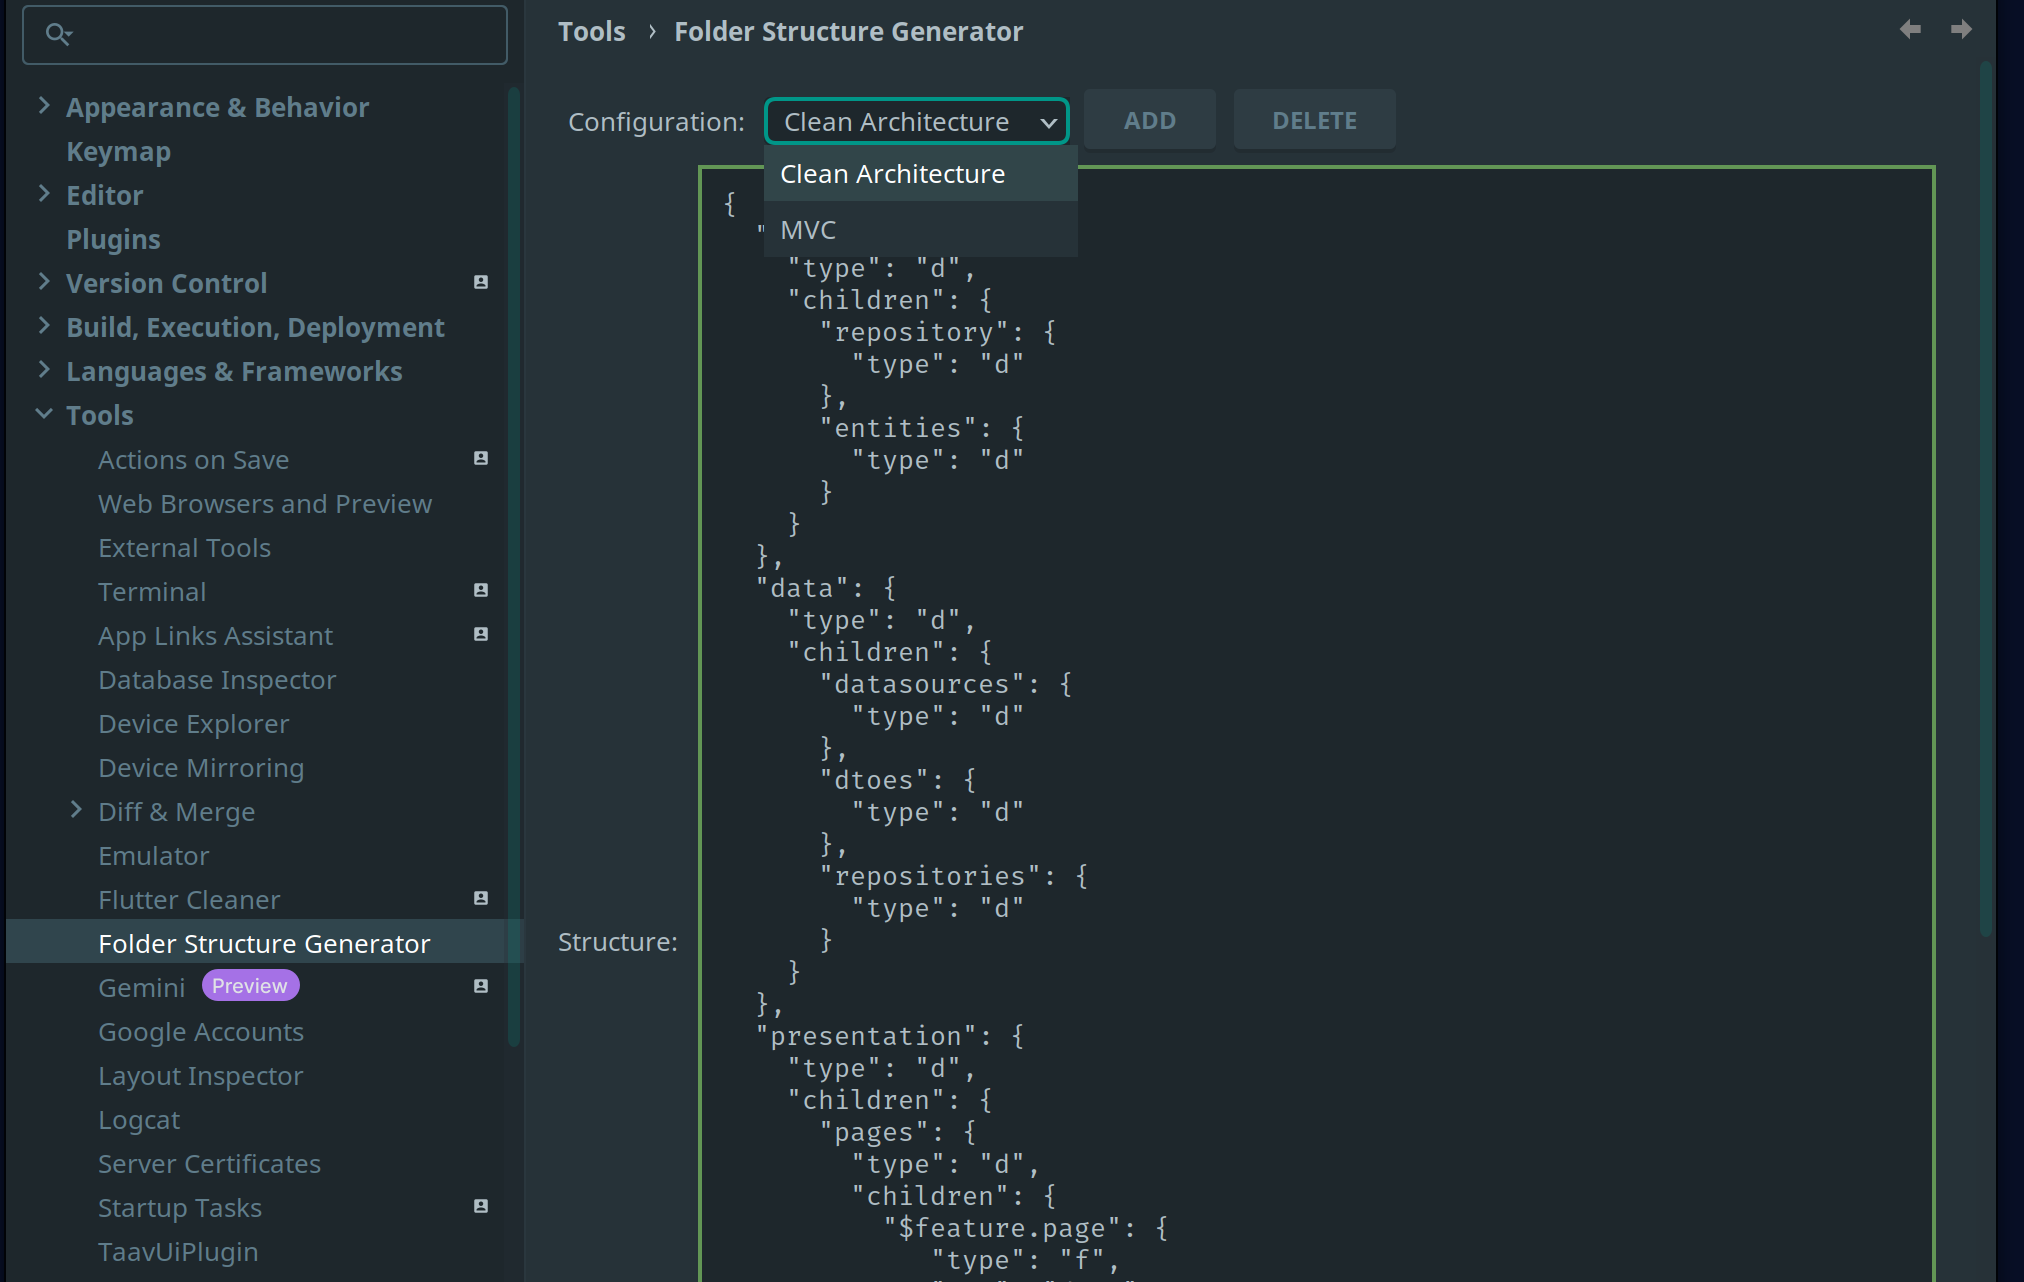 Appearance & Behavior
Keymap
Editor
Plugins
Version Control
Build, Execution, Deployment
Languages & Frameworks
Tools
Actions on Save
Web Browsers and Preview
External Tools
Terminal
App Links Assistant
Database Inspector
Device Explorer
Device Mirroring
Diff & Merge
Emulator
Flutter Cleaner
Folder Structure Generator
Gemini Preview
Google Accounts
Layout Inspector
Logcat
Server Certificates
Startup Tasks
TaavUiPlugin
Tools › Folder Structure Generator
Configuration: Clean Architecture ADD DELETE
Clean Architecture
MVC
Structure:
{
"
"type": "d",
"children": {
"repository": {
"type": "d"
},
"entities": {
"type": "d"
}
}
},
"data": {
"type": "d",
"children": {
"datasources": {
"type": "d"
},
"dtoes": {
"type": "d"
},
"repositories": {
"type": "d"
}
}
},
"presentation": {
"type": "d",
"children": {
"pages": {
"type": "d",
"children": {
"$feature.page": {
"type": "f",